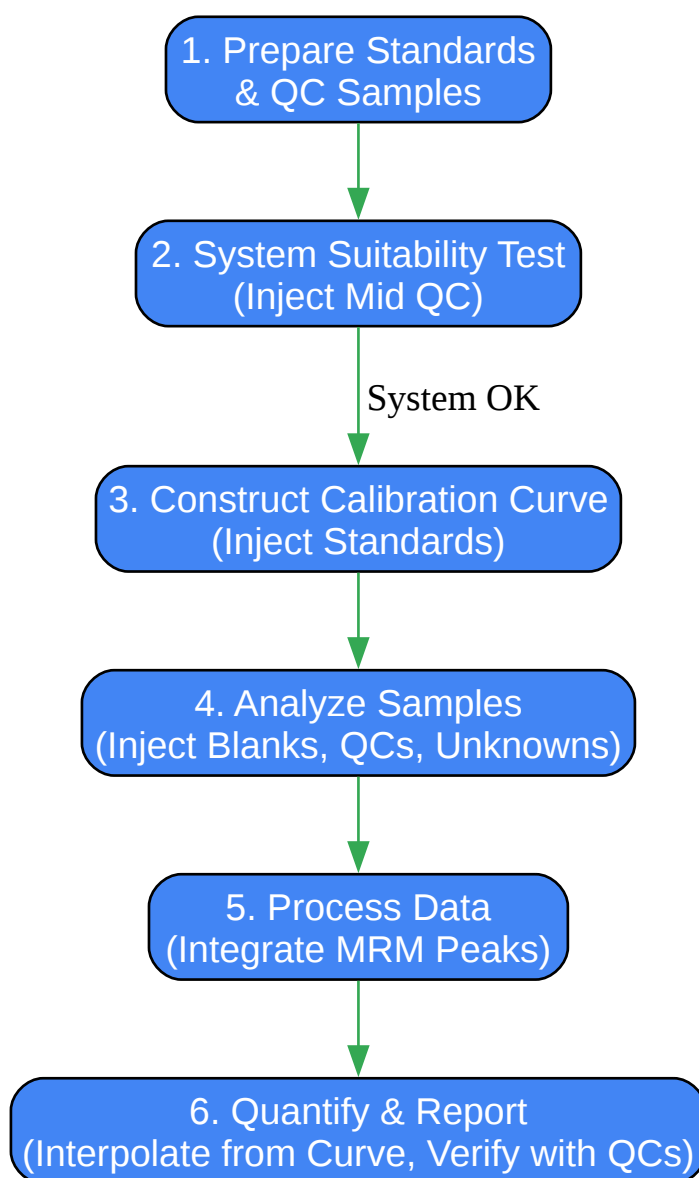 1. Prepare Standards
& QC Samples
2. System Suitability Test
(Inject Mid QC)
System OK
3. Construct Calibration Curve
(Inject Standards)
4. Analyze Samples
(Inject Blanks, QCs, Unknowns)
5. Process Data
(Integrate MRM Peaks)
6. Quantify & Report
(Interpolate from Curve, Verify with QCs)